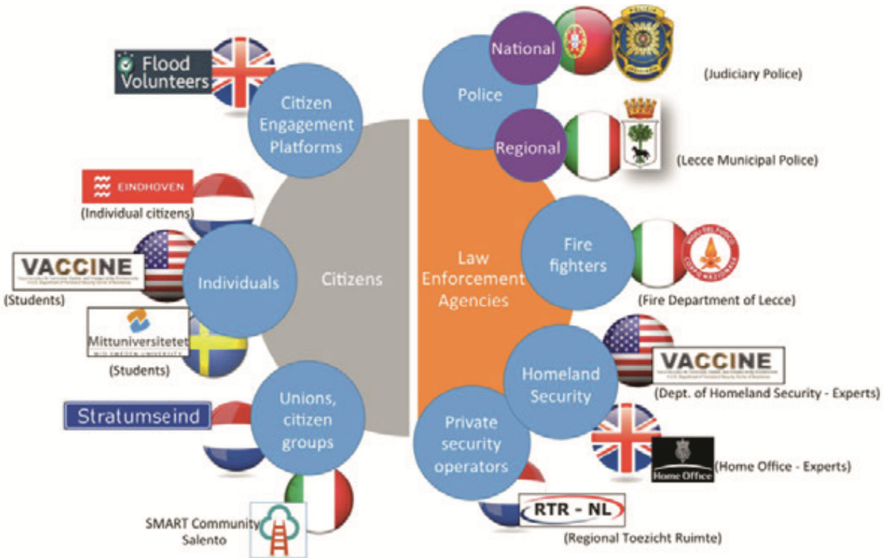 Flood
Volunteers
Citizen
Engagement
Platforms
EINDHOVEN
(Individual citizens)
VACCINE
(Students)
Individuals
Mittuniversitetet
MID SWEDEN UNIVERSITY
(Students)
Stratumseind
Unions,
citizen
groups
SMART Community
Salento
Citizens
Law
Enforcement
Agencies
Police
National
(Judiciary Police)
Regional
(Lecce Municipal Police)
Fire
fighters
(Fire Department of Lecce)
Homeland
Security
VACCINE
(Dept. of Homeland Security - Experts)
Home Office
(Home Office - Experts)
Private
security
operators
RTR - NL
(Regional Toezicht Ruimte)